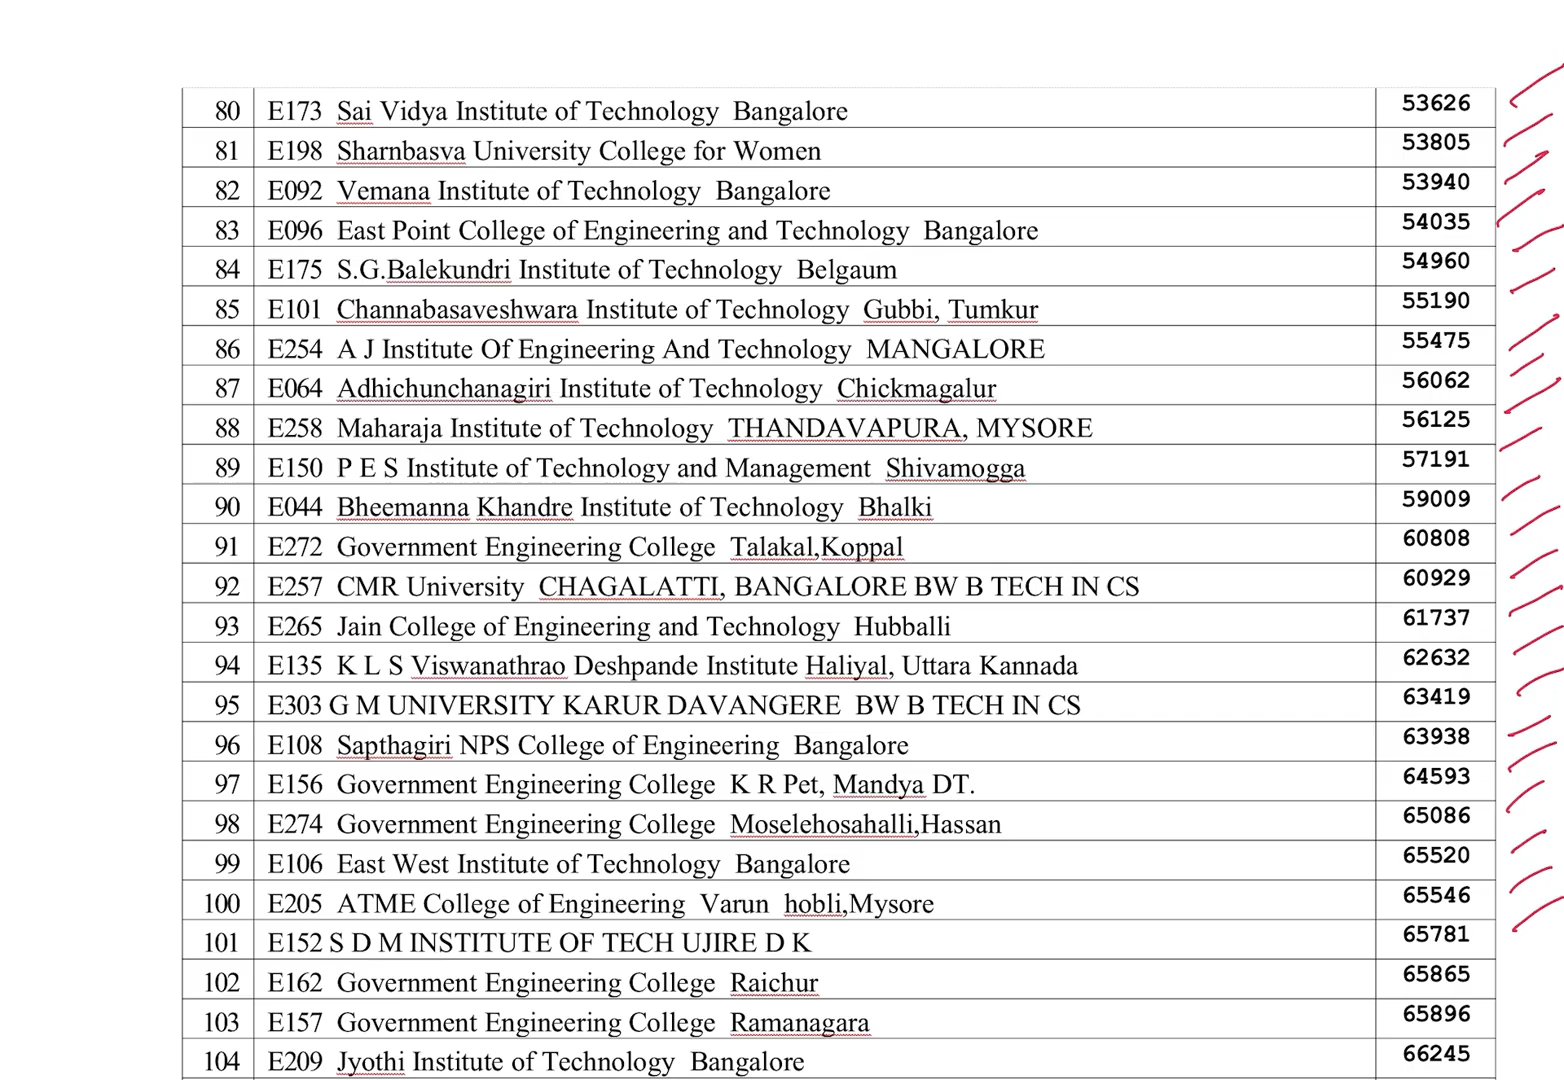 80 E173 Sai Vidya Institute of Technology Bangalore 53626
81 E198 Sharnbasva University College for Women 53805
82 E092 Vemana Institute of Technology Bangalore 53940
83 E096 East Point College of Engineering and Technology Bangalore 54035
84 E175 S.G.Balekundri Institute of Technology Belgaum 54960
85 E101 Channabasaveshwara Institute of Technology Gubbi, Tumkur 55190
86 E254 A J Institute Of Engineering And Technology MANGALORE 55475
87 E064 Adhichunchanagiri Institute of Technology Chickmagalur 56062
88 E258 Maharaja Institute of Technology THANDAVAPURA, MYSORE 56125
89 E150 P E S Institute of Technology and Management Shivamogga 57191
90 E044 Bheemanna Khandre Institute of Technology Bhalki 59009
91 E272 Government Engineering College Talakal,Koppal 60808
92 E257 CMR University CHAGALATTI, BANGALORE BW B TECH IN CS 60929
93 E265 Jain College of Engineering and Technology Hubballi 61737
94 E135 K L S Viswanathrao Deshpande Institute Haliyal, Uttara Kannada 62632
95 E303 G M UNIVERSITY KARUR DAVANGERE BW B TECH IN CS 63419
96 E108 Sapthagiri NPS College of Engineering Bangalore 63938
97 E156 Government Engineering College K R Pet, Mandya DT. 64593
98 E274 Government Engineering College Moselehosahalli,Hassan 65086
99 E106 East West Institute of Technology Bangalore 65520
100 E205 ATME College of Engineering Varun hobli,Mysore 65546
101 E152 S D M INSTITUTE OF TECH UJIRE D K 65781
102 E162 Government Engineering College Raichur 65865
103 E157 Government Engineering College Ramanagara 65896
104 E209 Jyothi Institute of Technology Bangalore 66245